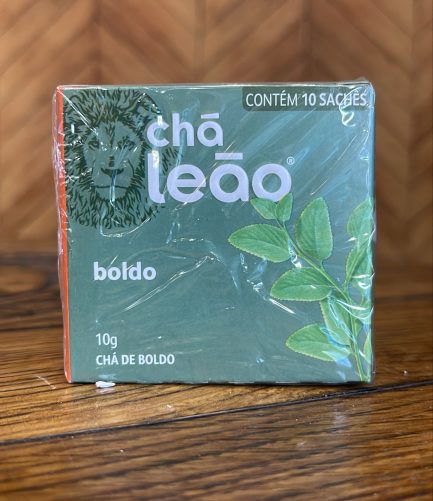 CONTÉM 10 SACHÊS
chá
leão®
boldo
10g
CHÁ DE BOLDO